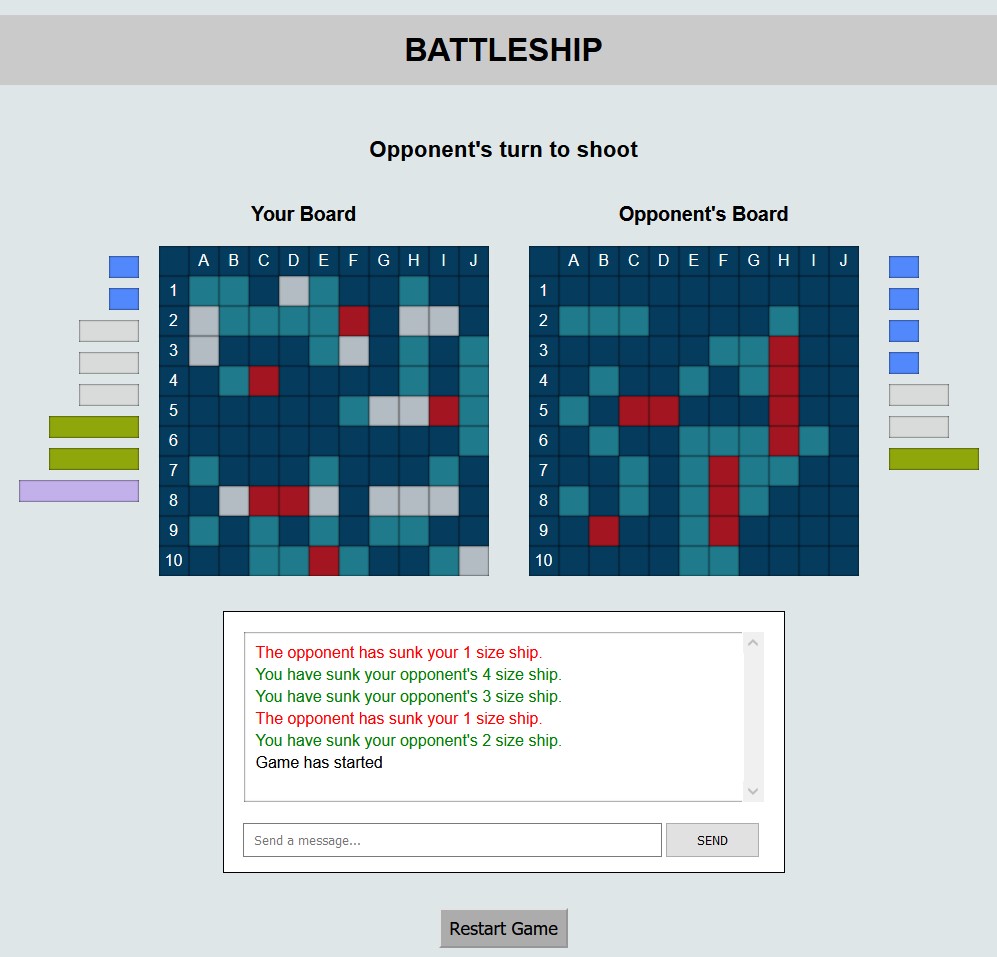 BATTLESHIP
Opponent's turn to shoot
Your Board
Opponent's Board
A B C D E F G H I J
1
2
3
4
5
6
7
8
9
10
A B C D E F G H I J
1
2
3
4
5
6
7
8
9
10
The opponent has sunk your 1 size ship.
You have sunk your opponent's 4 size ship.
You have sunk your opponent's 3 size ship.
The opponent has sunk your 1 size ship.
You have sunk your opponent's 2 size ship.
Game has started
Send a message...
SEND
Restart Game